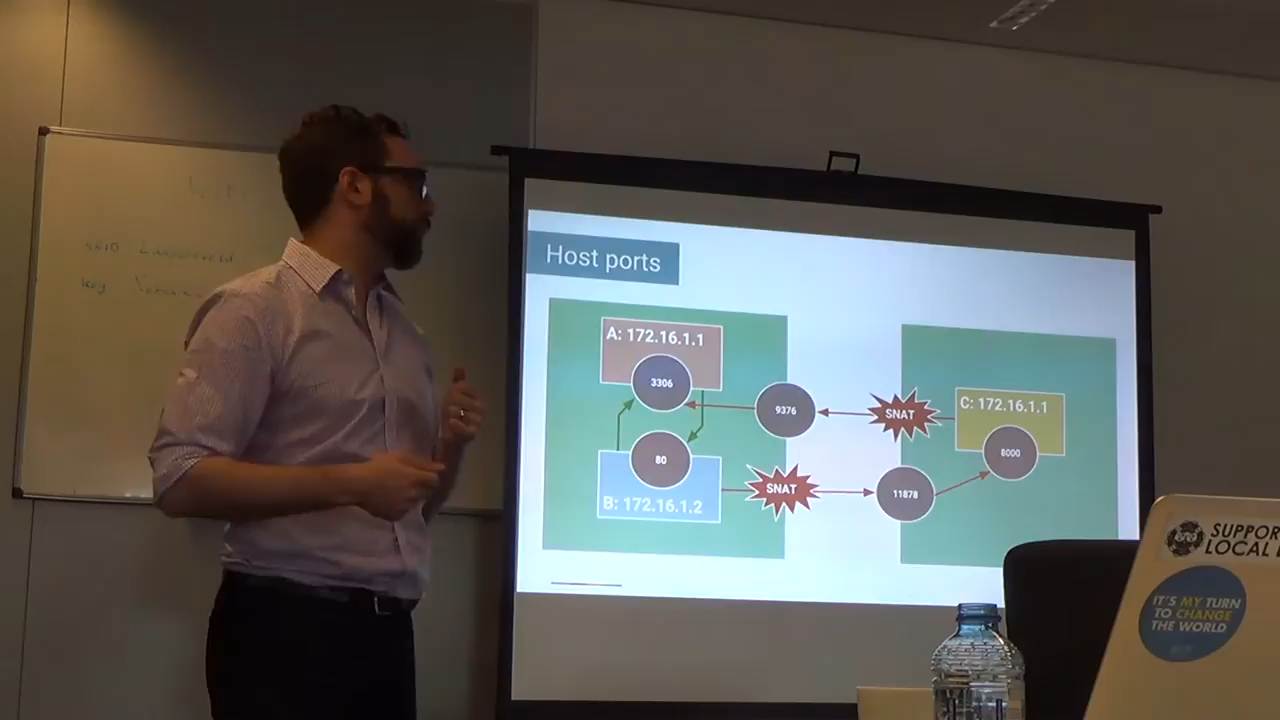 Host ports
A: 172.16.1.1
3306
9376
SNAT
C: 172.16.1.1
8000
80
B: 172.16.1.2
SNAT
11878
key
SUPPOR
LOCAL
IT'S MY TURN
TO CHANGE
THE WORLD